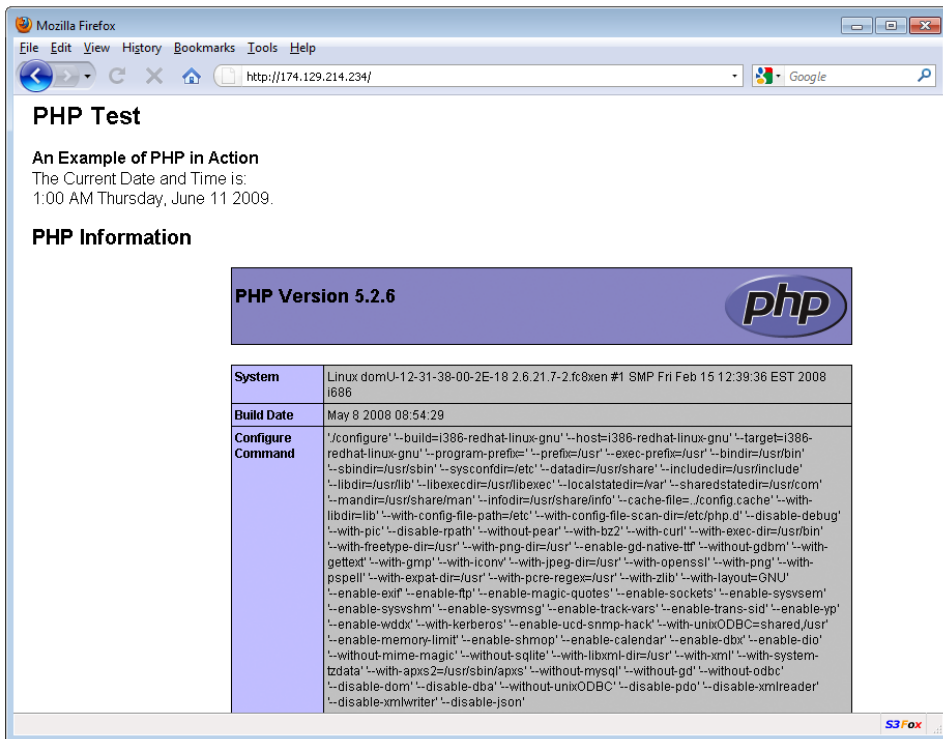 Mozilla Firefox
File Edit View History Bookmarks Tools Help
http://174.129.214.234/
Google
PHP Test
An Example of PHP in Action
The Current Date and Time is:
1:00 AM Thursday, June 11 2009.
PHP Information
PHP Version 5.2.6
php
System
Linux domU-12-31-38-00-2E-18 2.6.21.7-2.fc8xen #1 SMP Fri Feb 15 12:39:36 EST 2008
i686
Build Date
May 8 2008 08:54:29
Configure
Command
'./configure' '--build=i386-redhat-linux-gnu' '--host=i386-redhat-linux-gnu' '--target=i386-
redhat-linux-gnu' '--program-prefix=' '--prefix=/usr' '--exec-prefix=/usr' '--bindir=/usr/bin'
'--sbindir=/usr/sbin' '--sysconfdir=/etc' '--datadir=/usr/share' '--includedir=/usr/include'
'--libdir=/usr/lib' '--libexecdir=/usr/libexec' '--localstatedir=/var' '--sharedstatedir=/usr/com'
'--mandir=/usr/share/man' '--infodir=/usr/share/info' '--cache-file=../config.cache' '--with-
libdir=lib' '--with-config-file-path=/etc' '--with-config-file-scan-dir=/etc/php.d' '--disable-debug'
'--with-pic' '--disable-rpath' '--without-pear' '--with-bz2' '--with-curl' '--with-exec-dir=/usr/bin'
'--with-freetype-dir=/usr' '--with-png-dir=/usr' '--enable-gd-native-ttf' '--without-gdbm' '--with-
gettext' '--with-gmp' '--with-iconv' '--with-jpeg-dir=/usr' '--with-openssl' '--with-png' '--with-
pspell' '--with-expat-dir=/usr' '--with-pcre-regex=/usr' '--with-zlib' '--with-layout=GNU'
'--enable-exif' '--enable-ftp' '--enable-magic-quotes' '--enable-sockets' '--enable-sysvsem'
'--enable-sysvshm' '--enable-sysvmsg' '--enable-track-vars' '--enable-trans-sid' '--enable-yp'
'--enable-wddx' '--with-kerberos' '--enable-ucd-snmp-hack' '--with-unixODBC=shared,/usr'
'--enable-memory-limit' '--enable-shmop' '--enable-calendar' '--enable-dbx' '--enable-dio'
'--without-mime-magic' '--without-sqlite' '--with-libxml-dir=/usr' '--with-xml' '--with-system-
tzdata' '--with-apxs2=/usr/sbin/apxs' '--without-mysql' '--without-gd' '--without-odbc'
'--disable-dom' '--disable-dba' '--without-unixODBC' '--disable-pdo' '--disable-xmlreader'
'--disable-xmlwriter' '--disable-json'
S3Fox